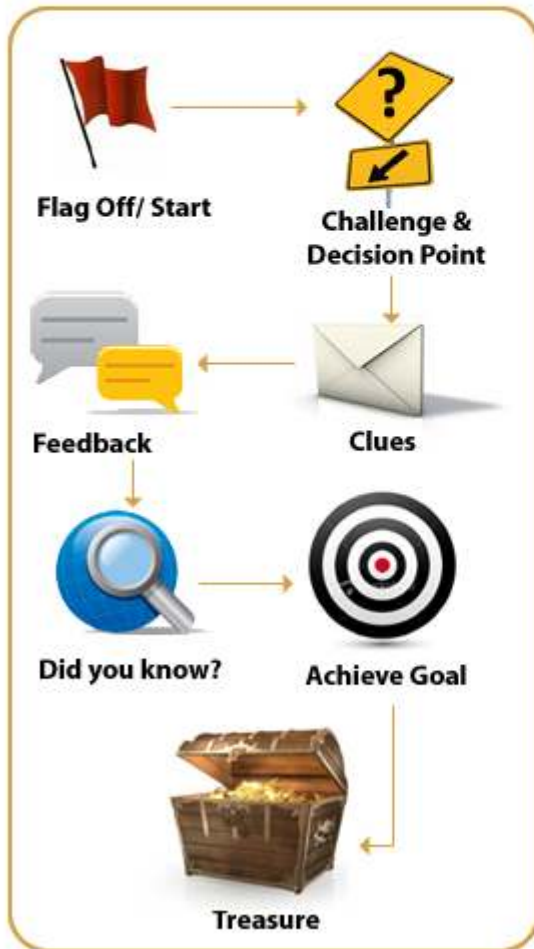 Flag Off/ Start
?
Challenge &
Decision Point
Clues
Feedback
Did you know?
Achieve Goal
Treasure